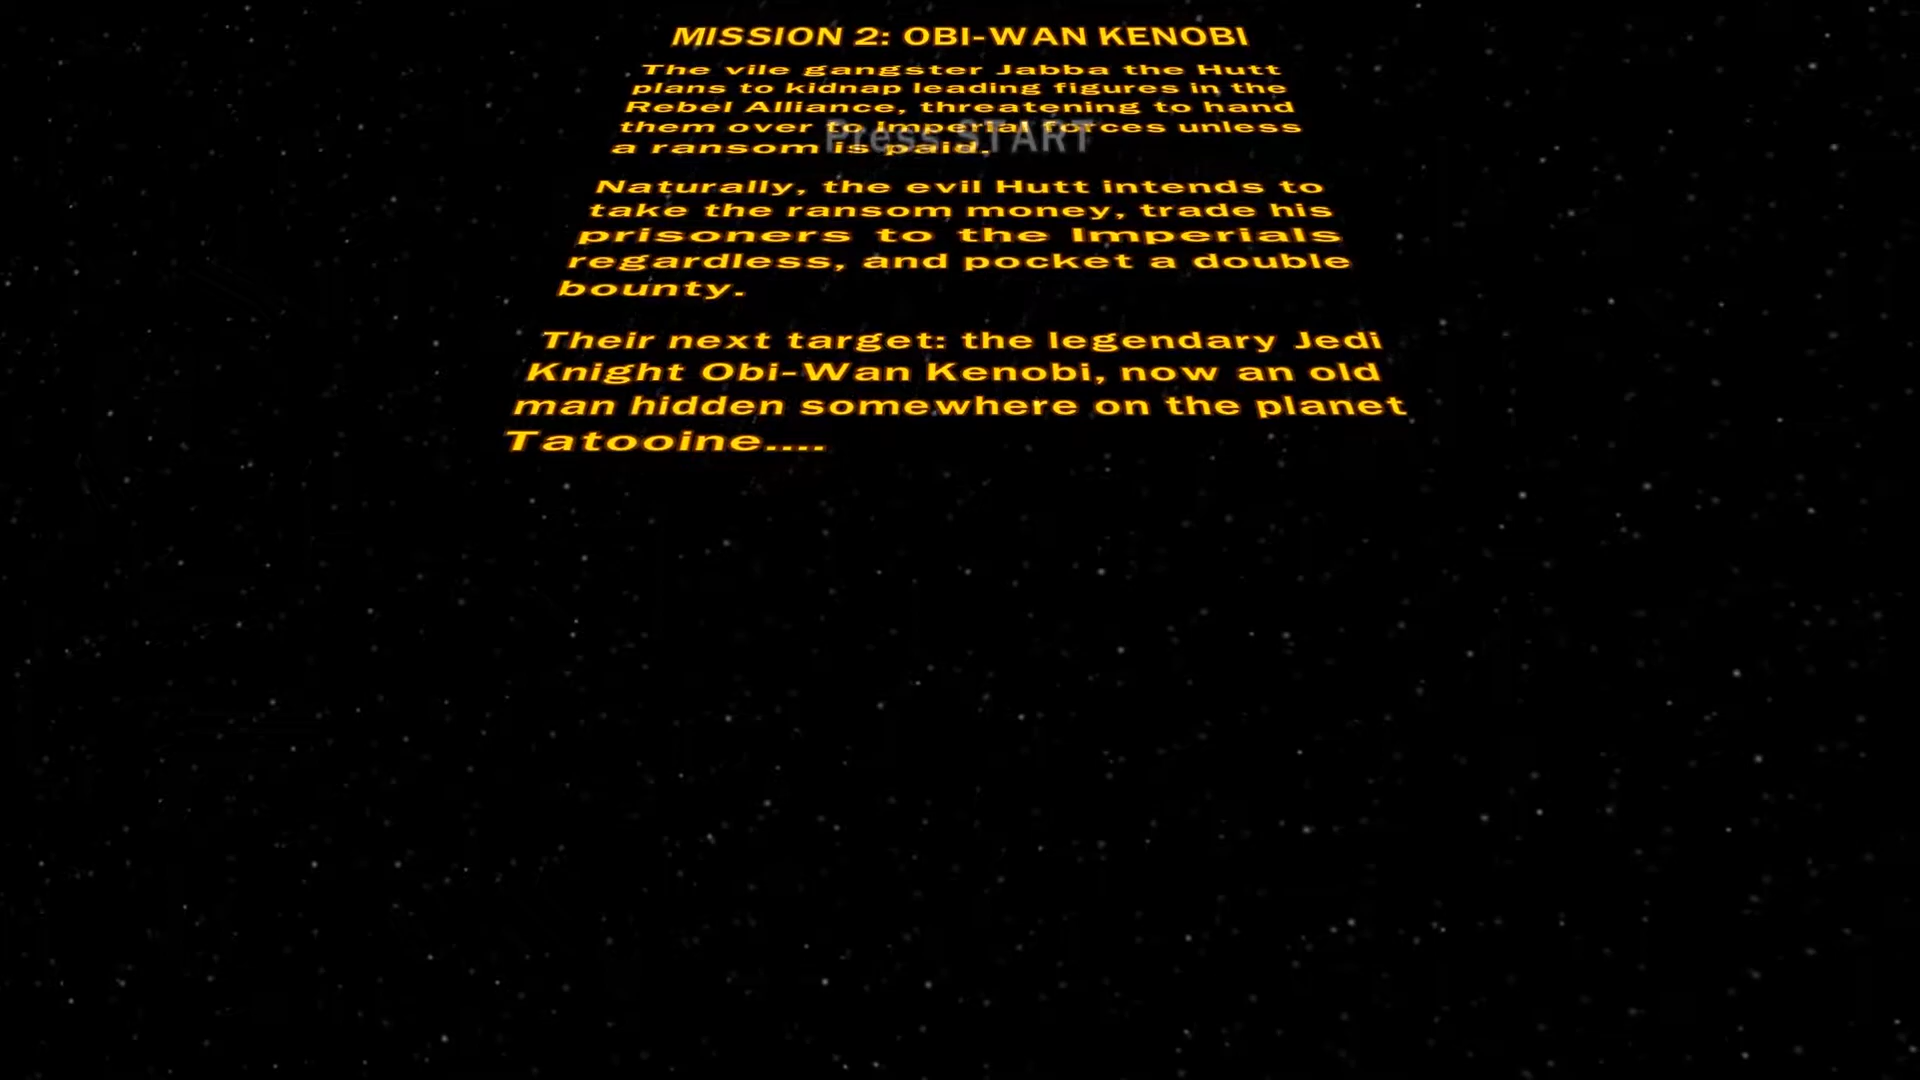 MISSION 2: OBI-WAN KENOBI
The vile gangster Jabba the Hutt
plans to kidnap leading figures in the
Rebel Alliance, threatening to hand
them over to Imperial forces unless
a ransom is paid.
Press START
Naturally, the evil Hutt intends to
take the ransom money, trade his
prisoners to the Imperials
regardless, and pocket a double
bounty.
Their next target: the legendary Jedi
Knight Obi-Wan Kenobi, now an old
man hidden somewhere on the planet
Tatooine....